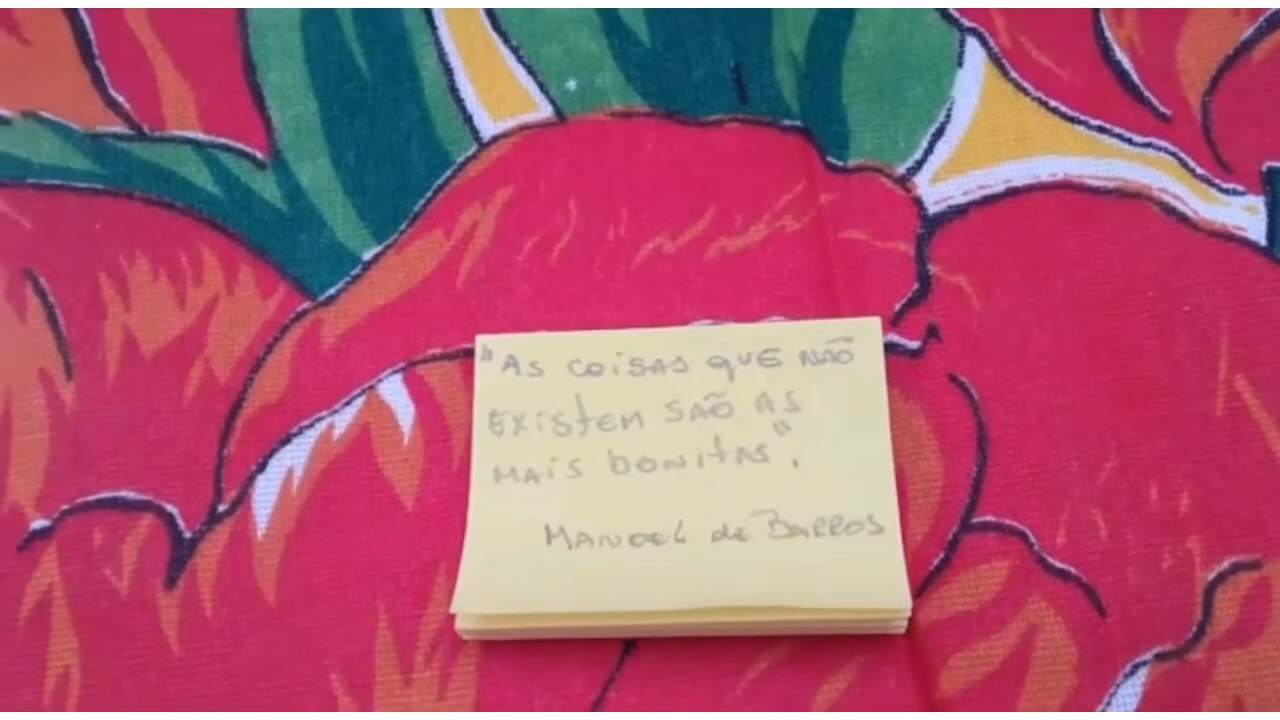 "As coisas que não
existem são as
mais bonitas".
Manoel de Barros